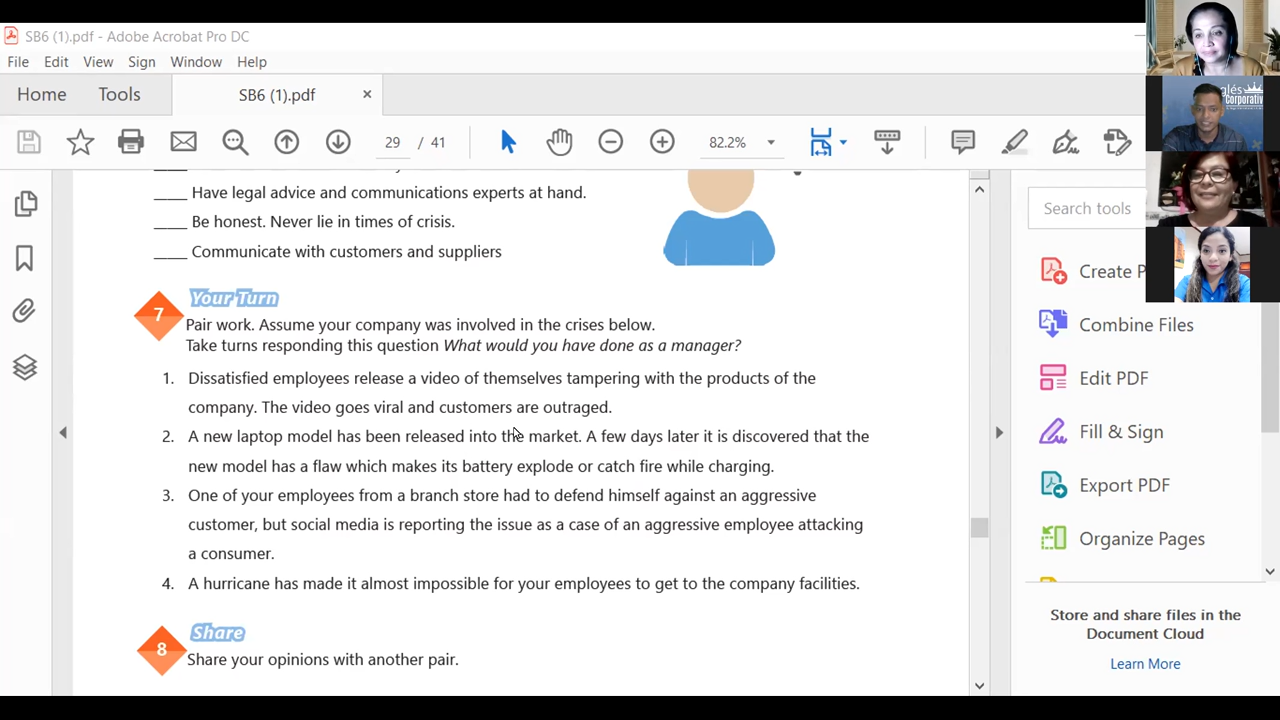 SB6 (1).pdf - Adobe Acrobat Pro DC
File Edit View Sign Window Help
Home Tools SB6 (1).pdf ×
29 / 41 82.2%
____ Have legal advice and communications experts at hand.
____ Be honest. Never lie in times of crisis.
____ Communicate with customers and suppliers
7 Your Turn
Pair work. Assume your company was involved in the crises below.
Take turns responding this question What would you have done as a manager?
1. Dissatisfied employees release a video of themselves tampering with the products of the
company. The video goes viral and customers are outraged.
2. A new laptop model has been released into the market. A few days later it is discovered that the
new model has a flaw which makes its battery explode or catch fire while charging.
3. One of your employees from a branch store had to defend himself against an aggressive
customer, but social media is reporting the issue as a case of an aggressive employee attacking
a consumer.
4. A hurricane has made it almost impossible for your employees to get to the company facilities.
8 Share
Share your opinions with another pair.
Search tools
Create P
Combine Files
Edit PDF
Fill & Sign
Export PDF
Organize Pages
Store and share files in the
Document Cloud
Learn More
glés
Corporativ